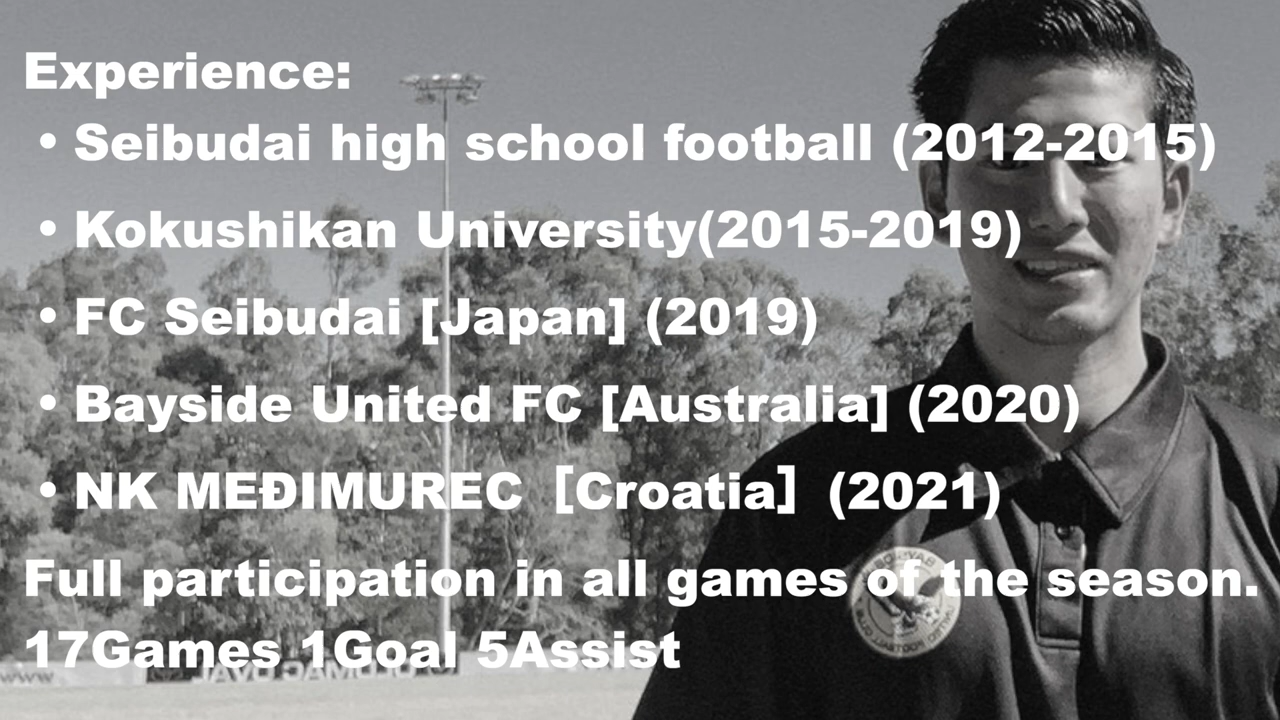 Experience:
• Seibudai high school football (2012-2015)
• Kokushikan University(2015-2019)
• FC Seibudai [Japan] (2019)
• Bayside United FC [Australia] (2020)
• NK MEĐIMUREC [Croatia] (2021)
Full participation in all games of the season.
17Games 1Goal 5Assist